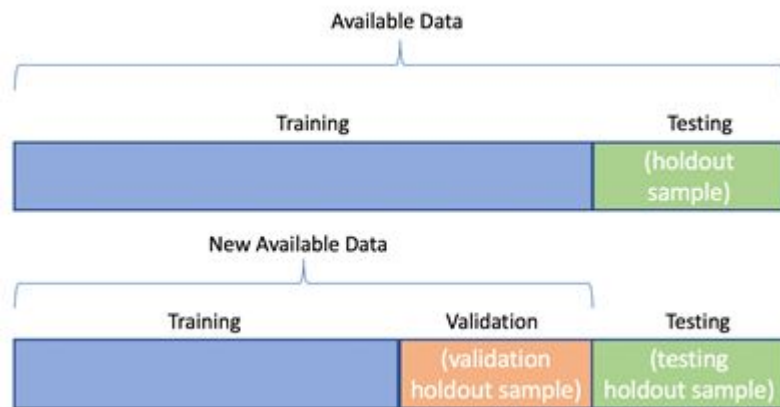 Available Data
Training
Testing
(holdout
sample)
New Available Data
Training
Validation
Testing
(validation
holdout sample)
(testing
holdout sample)